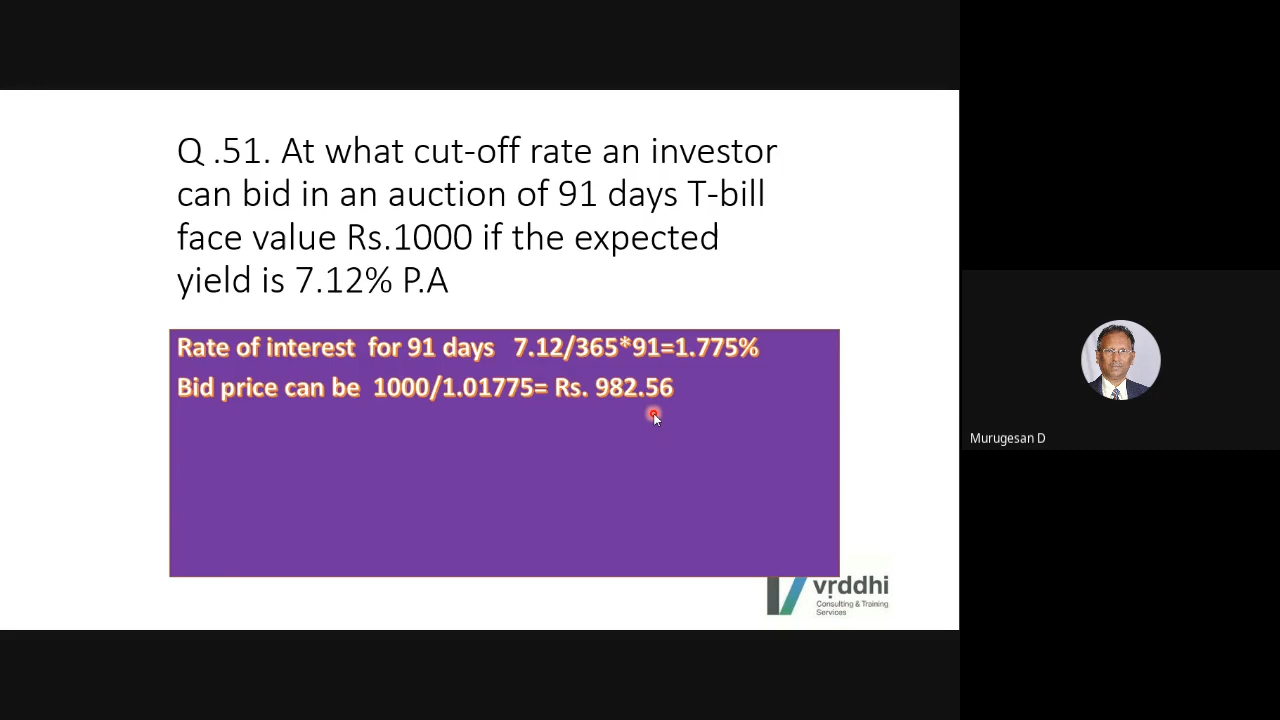 Q .51. At what cut-off rate an investor
can bid in an auction of 91 days T-bill
face value Rs.1000 if the expected
yield is 7.12% P.A
Rate of interest for 91 days 7.12/365*91=1.775%
Bid price can be 1000/1.01775= Rs. 982.56
vṛddhi
Consulting & Training
Services
Murugesan D